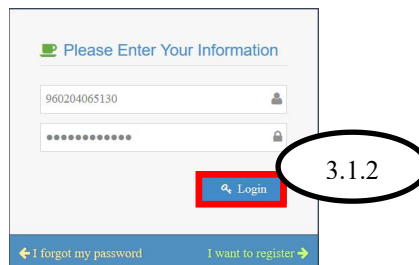 Please Enter Your Information
960204065130
••••••••••••
Login
3.1.2
I forgot my password
I want to register